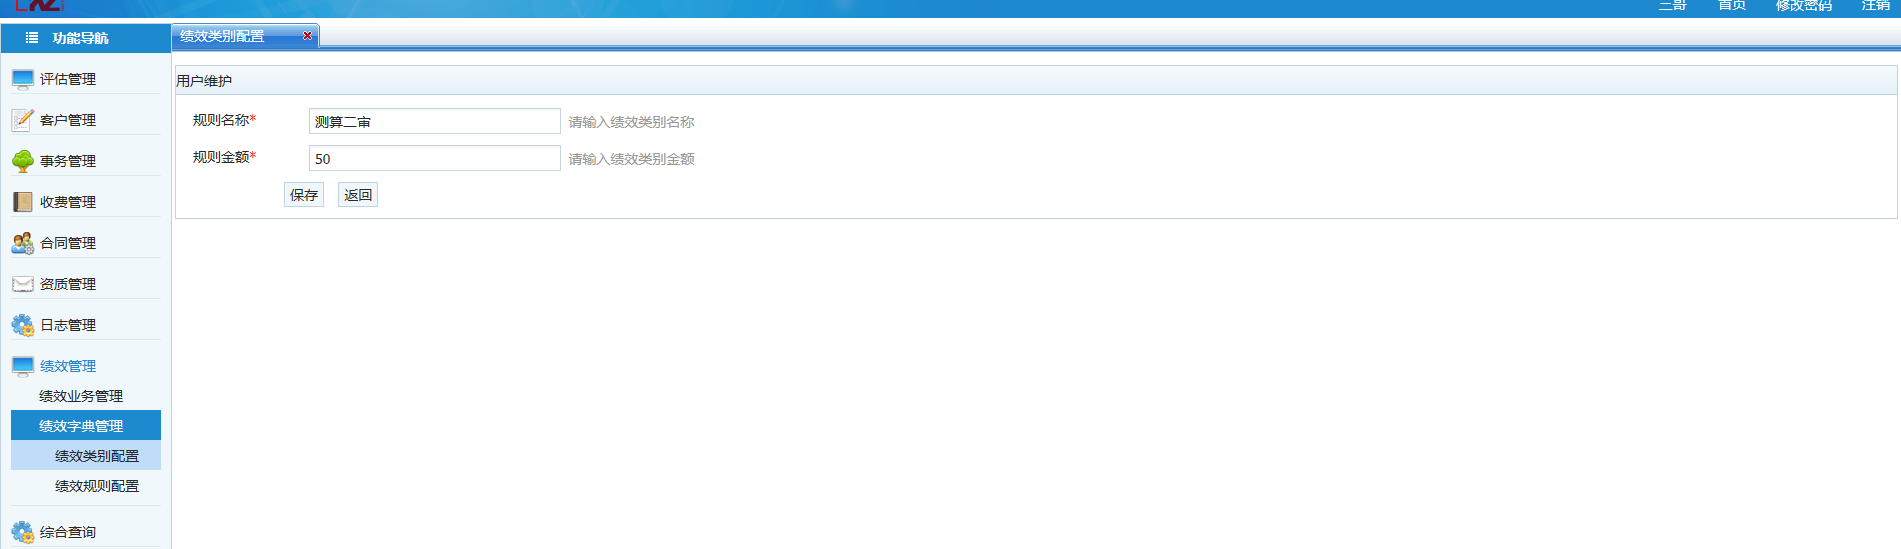 三哥 首页 修改密码 注销
功能导航
绩效类别配置
评估管理
客户管理
事务管理
收费管理
合同管理
资质管理
日志管理
绩效管理
绩效业务管理
绩效字典管理
绩效类别配置
绩效规则配置
综合查询
用户维护
规则名称* 测算二审 请输入绩效类别名称
规则金额* 50 请输入绩效类别金额
保存 返回